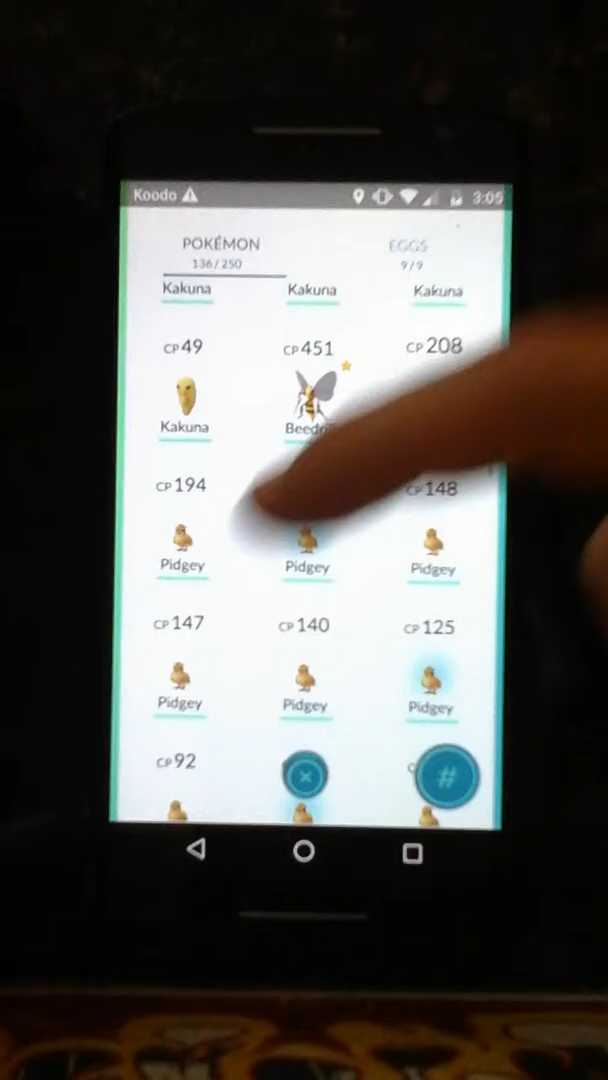 Koodo 3:05
POKÉMON EGGS
136/250 9/9
Kakuna Kakuna Kakuna
CP49 CP451 CP208
Kakuna
CP194 CP148
Pidgey Pidgey Pidgey
CP147 CP140 CP125
Pidgey Pidgey Pidgey
CP92
#